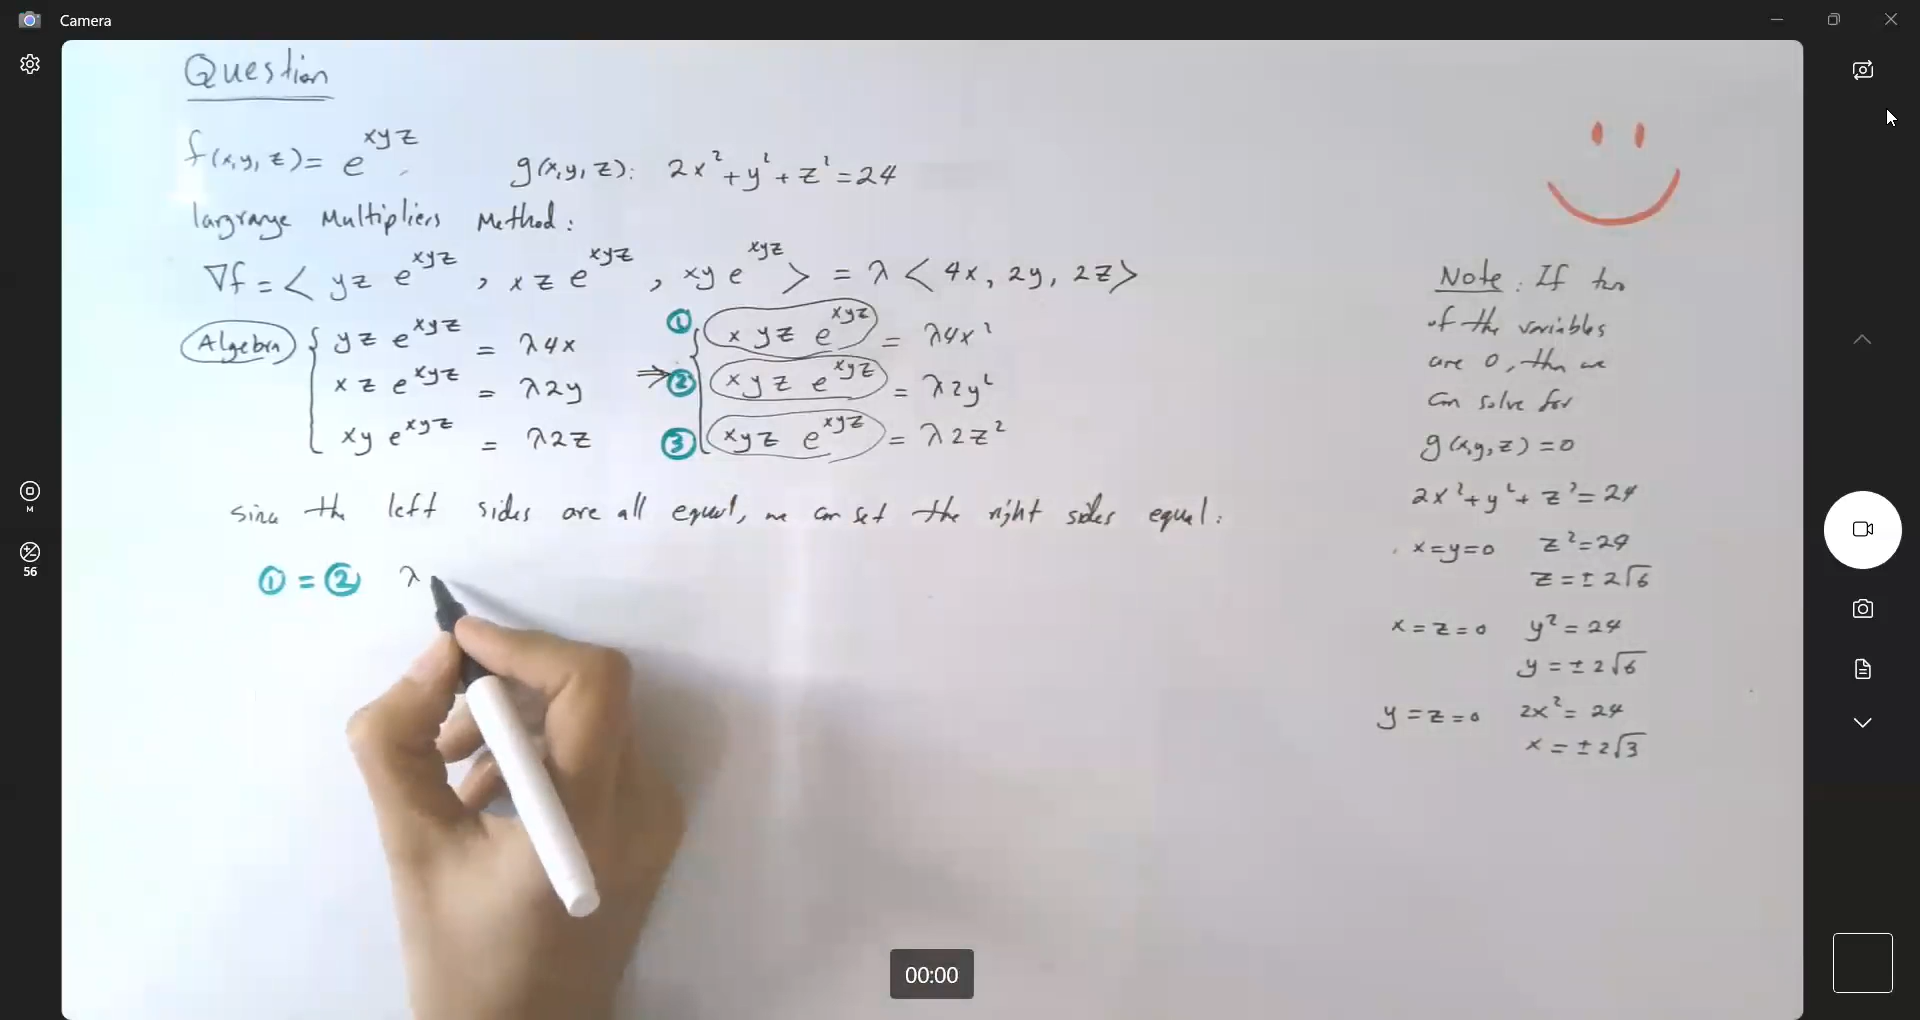 Camera
Question
f(x,y,z)= e^xyz
g(x,y,z): 2x²+y²+z²=24
largrange Multipliers Method:
∇f = < yz e^xyz , xz e^xyz , xy e^xyz > = λ < 4x, 2y, 2z >
Algebra
yz e^xyz = λ4x
xz e^xyz = λ2y
xy e^xyz = λ2z
⇒
① xyz e^xyz = λ4x²
② xyz e^xyz = λ2y²
③ xyz e^xyz = λ2z²
since the left sides are all equal, we can set the right sides equal:
① = ② λ
Note: If two
of the variables
are 0, then we
can solve for
g(x,y,z)=0
2x²+y²+z²=24
x=y=0 z²=24
z=±2√6
x=z=0 y²=24
y=±2√6
y=z=0 2x²=24
x=±2√3
M
56
00:00